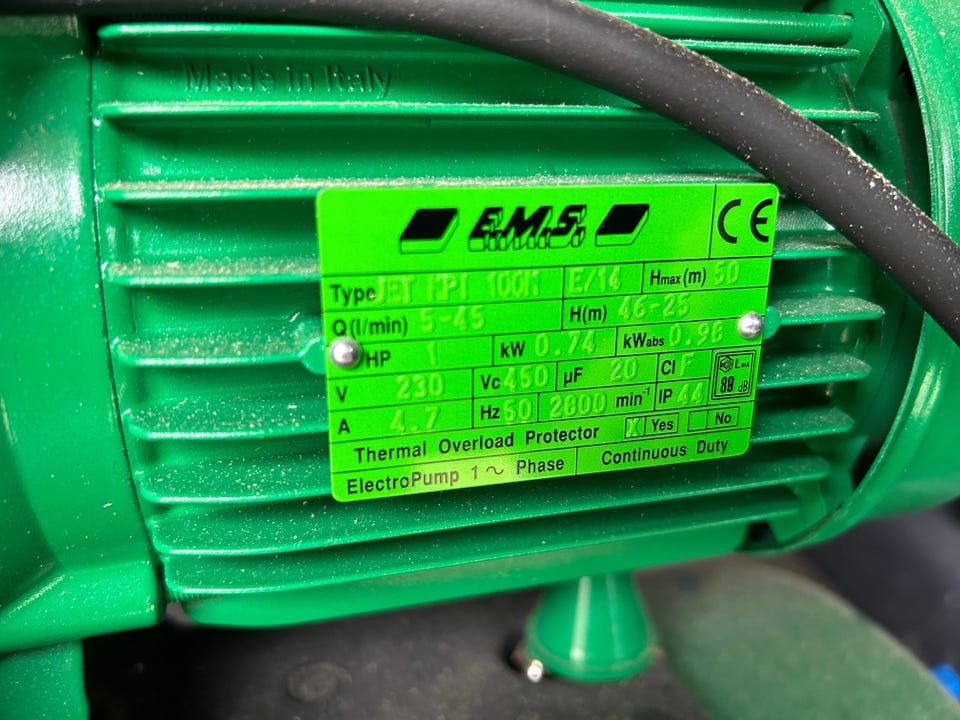 Made in Italy
E.M.S. CE
Type JET MPI 100M E/14 Hmax(m) 50
Q(l/min) 5-45 H(m) 46-25
HP 1 kW 0.74 kWabs 0.98
V 230 Vc 450 µF 20 Cl F LWA 89 dB
A 4.7 Hz 50 2800 min-1 IP 44
Thermal Overload Protector X Yes No
ElectroPump 1 ~ Phase Continuous Duty